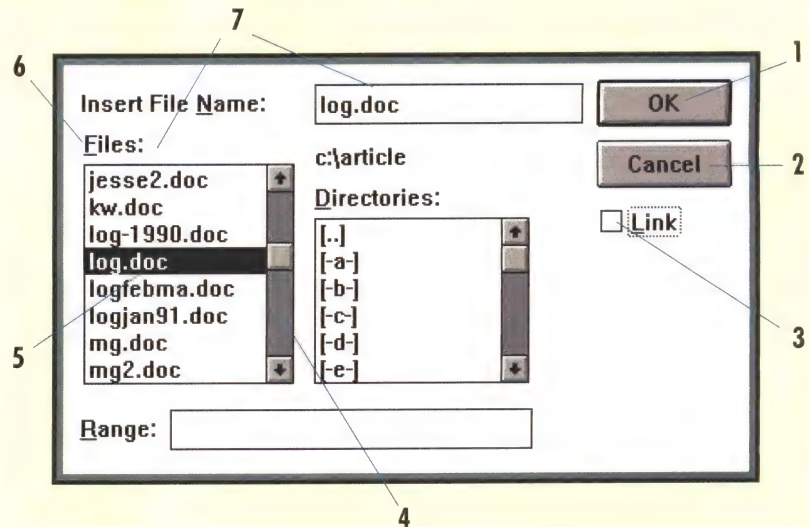 7
1
6
Insert File Name:
log.doc
OK
Files:
c:\article
Cancel
2
jesse2.doc
kw.doc
log-1990.doc
log.doc
logfebma.doc
logjan91.doc
mg.doc
mg2.doc
Directories:
[..]
[-a-]
[-b-]
[-c-]
[-d-]
[-e-]
Link
3
5
Range:
4